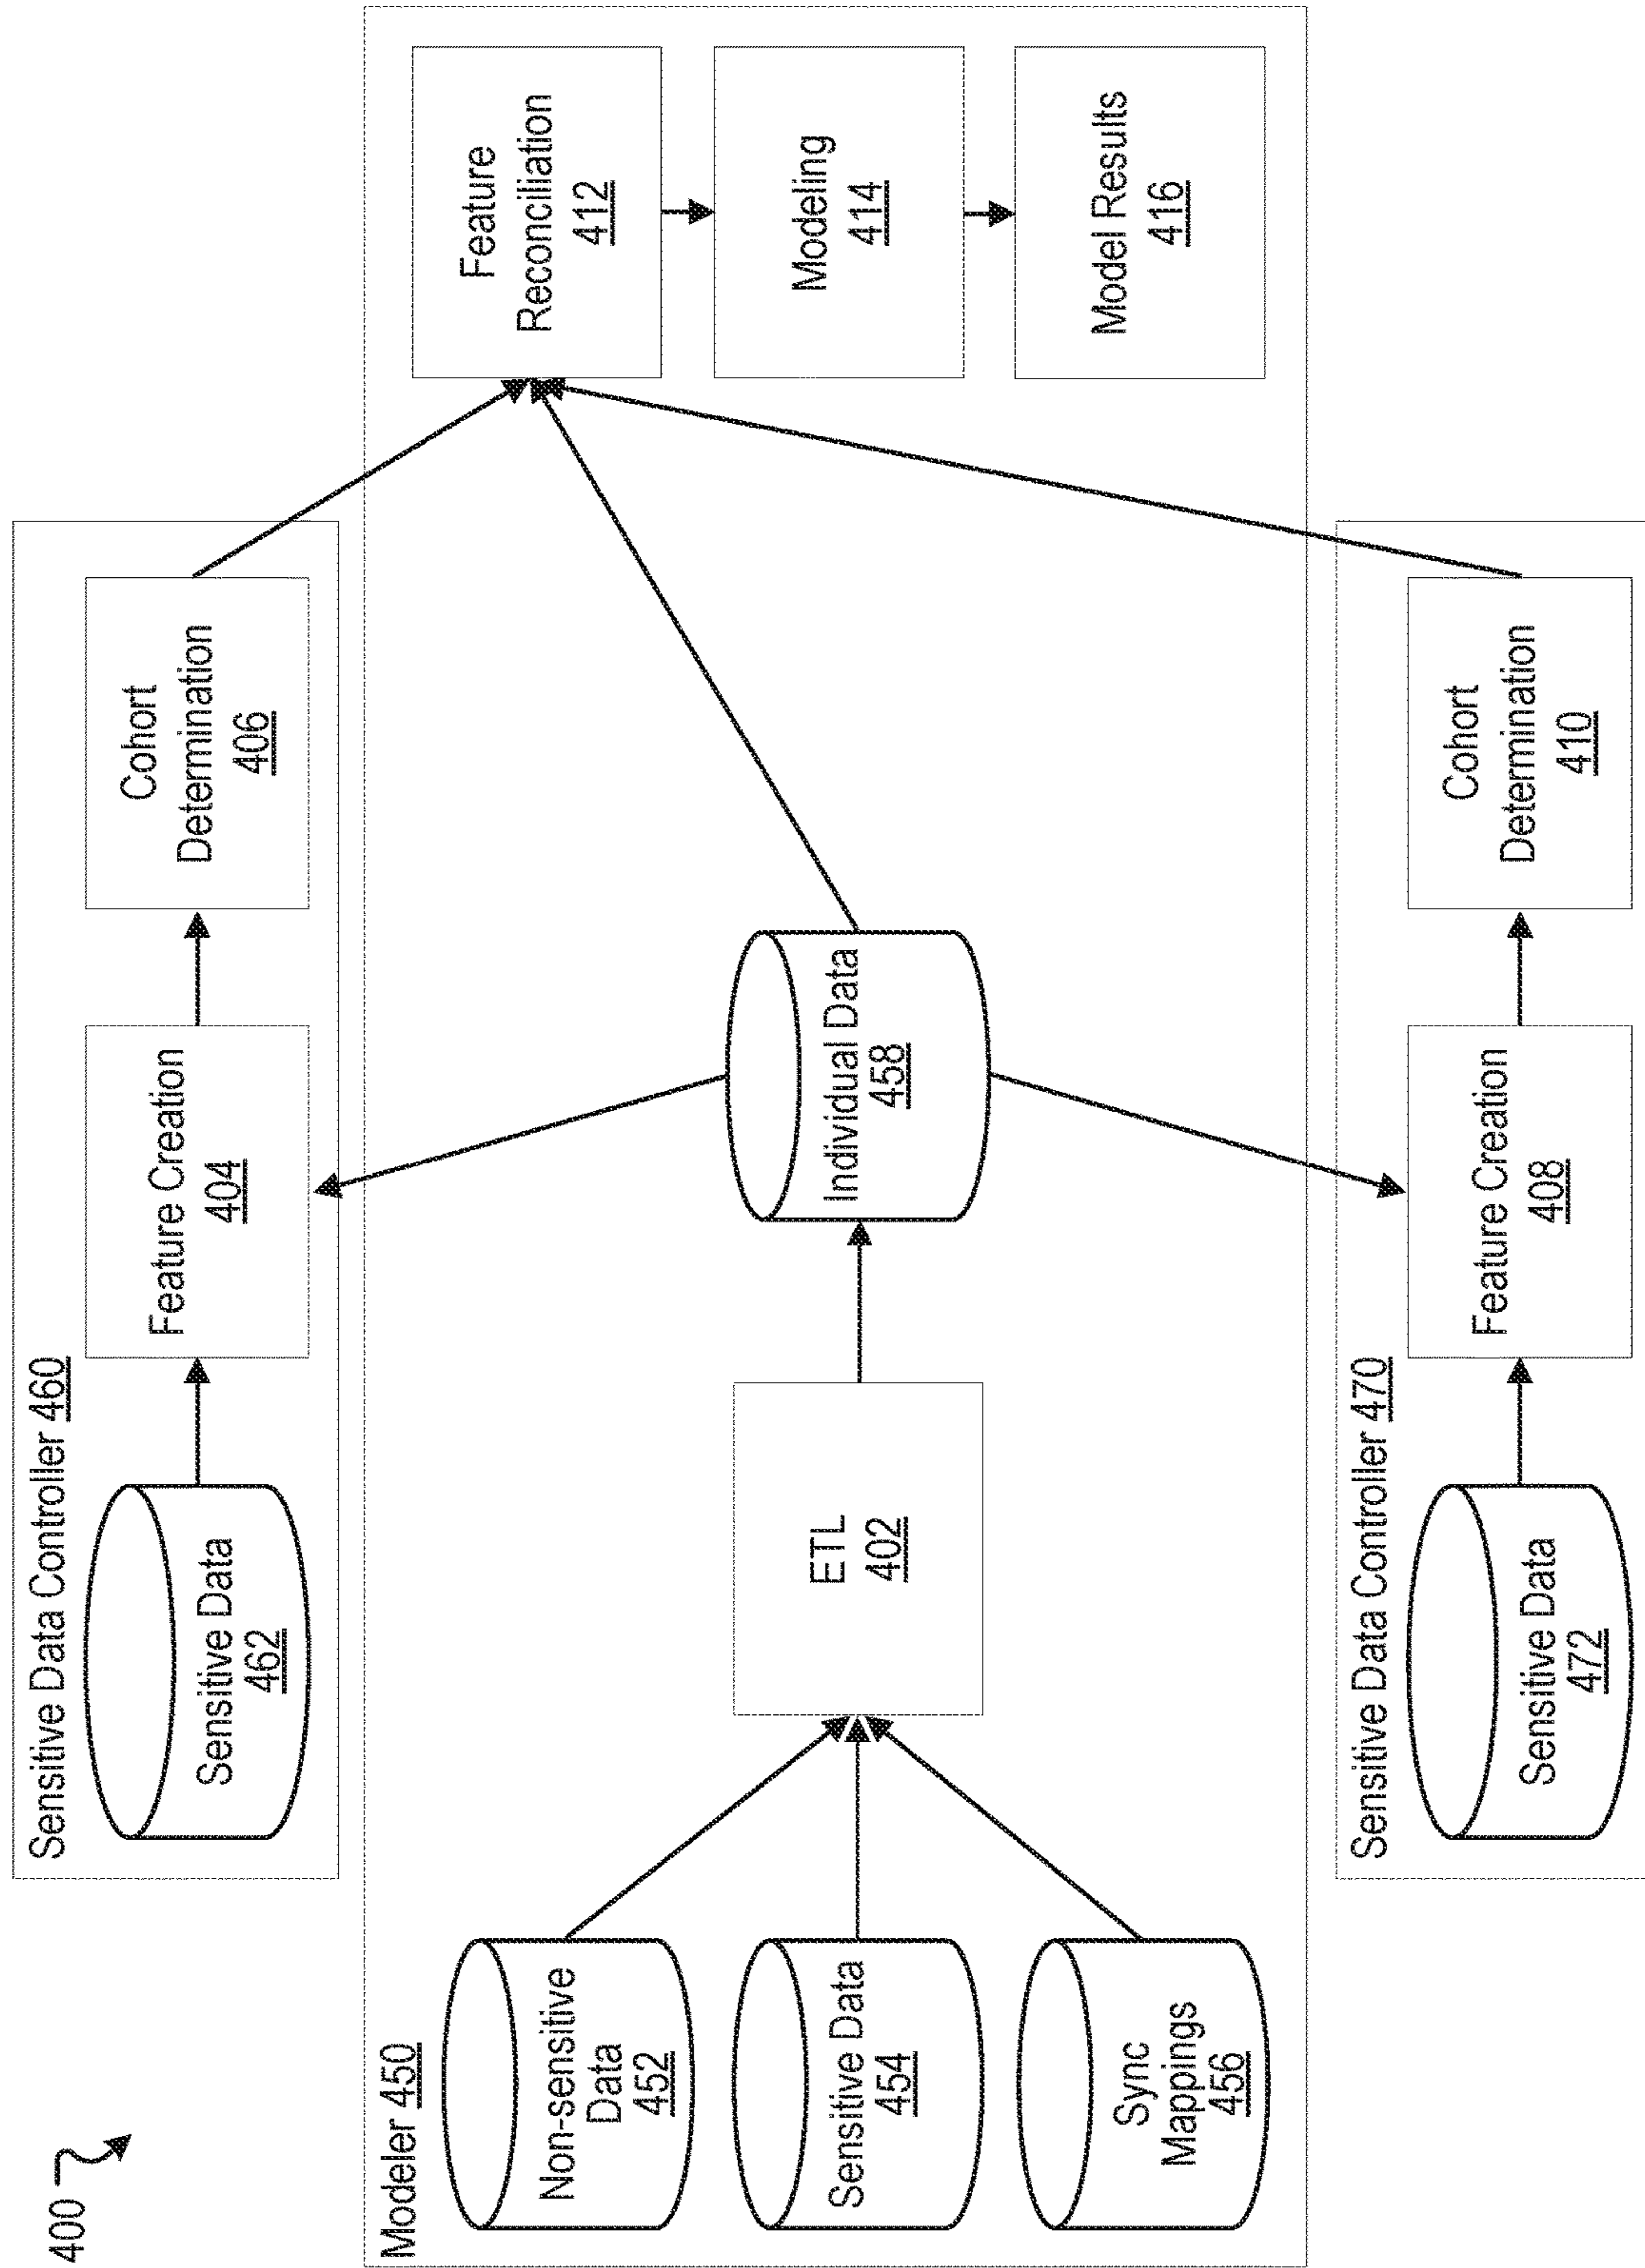 400
Sensitive Data Controller 460
Sensitive Data
462
Feature Creation
404
Cohort
Determination
406
Modeler 450
Non-sensitive
Data
452
Sensitive Data
454
Sync
Mappings
456
ETL
402
Individual Data
458
Feature
Reconciliation
412
Modeling
414
Model Results
416
Sensitive Data Controller 470
Sensitive Data
472
Feature Creation
408
Cohort
Determination
410